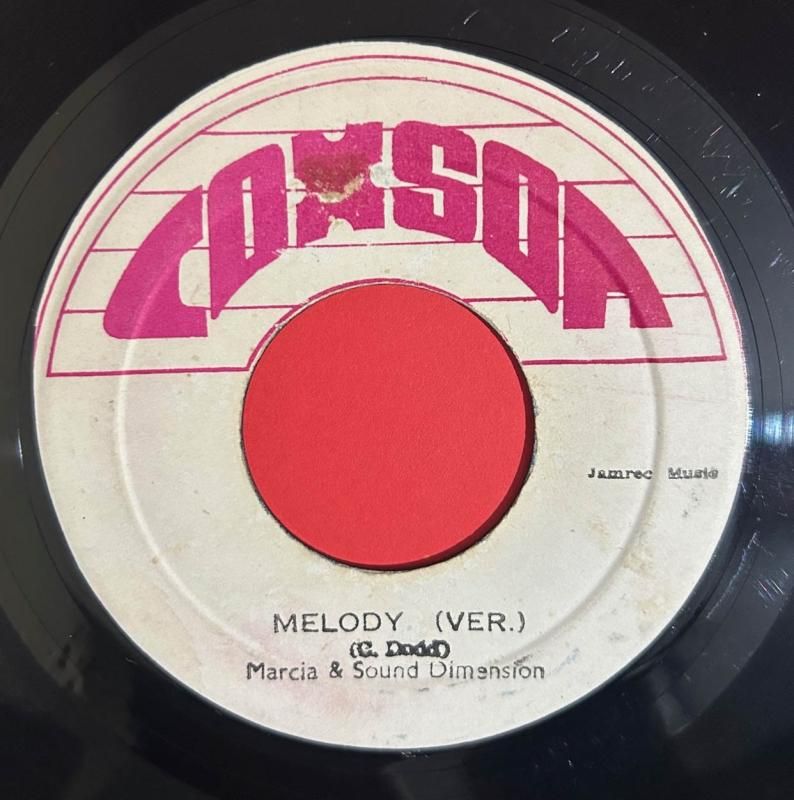 COXSON
Jamrec Music
MELODY (VER.)
(C. Dodd)
Marcia & Sound Dimension